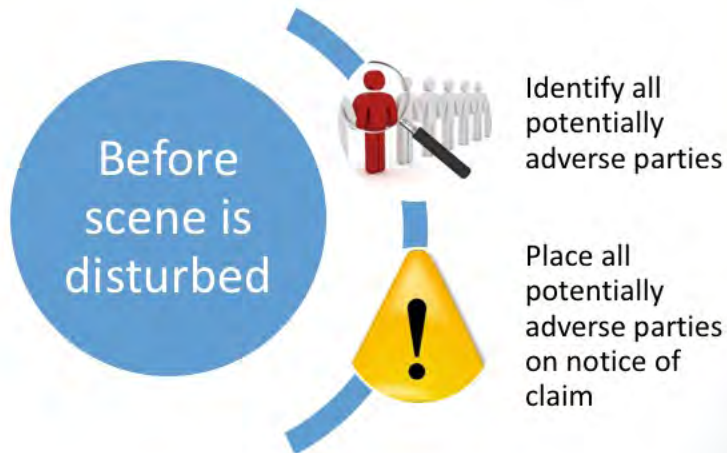 Before
scene is
disturbed
Identify all
potentially
adverse parties
!
Place all
potentially
adverse parties
on notice of
claim